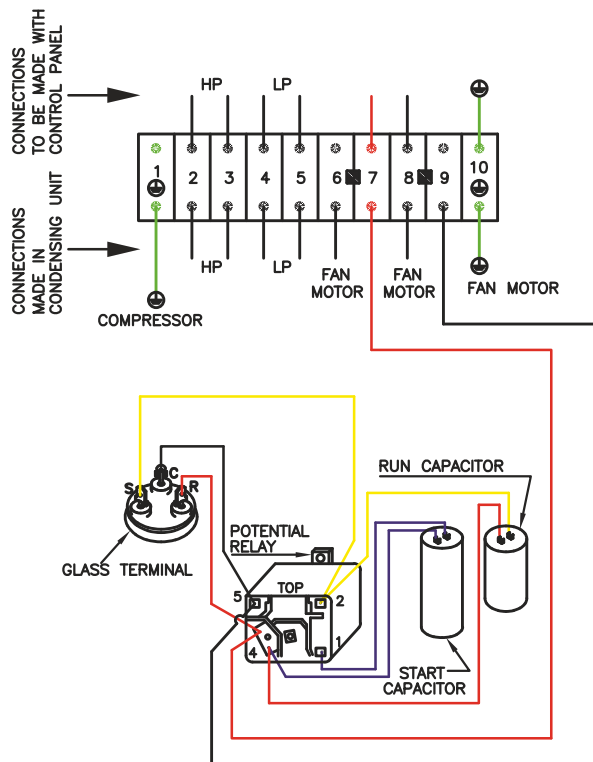 CONNECTIONS
TO BE MADE WITH
CONTROL PANEL
HP
LP
1
2
3
4
5
6
7
8
9
10
CONNECTIONS
MADE IN
CONDENSING UNIT
HP
LP
FAN
MOTOR
FAN
MOTOR
FAN MOTOR
COMPRESSOR
S
C
R
GLASS TERMINAL
RUN CAPACITOR
POTENTIAL
RELAY
TOP
5
2
4
1
START
CAPACITOR